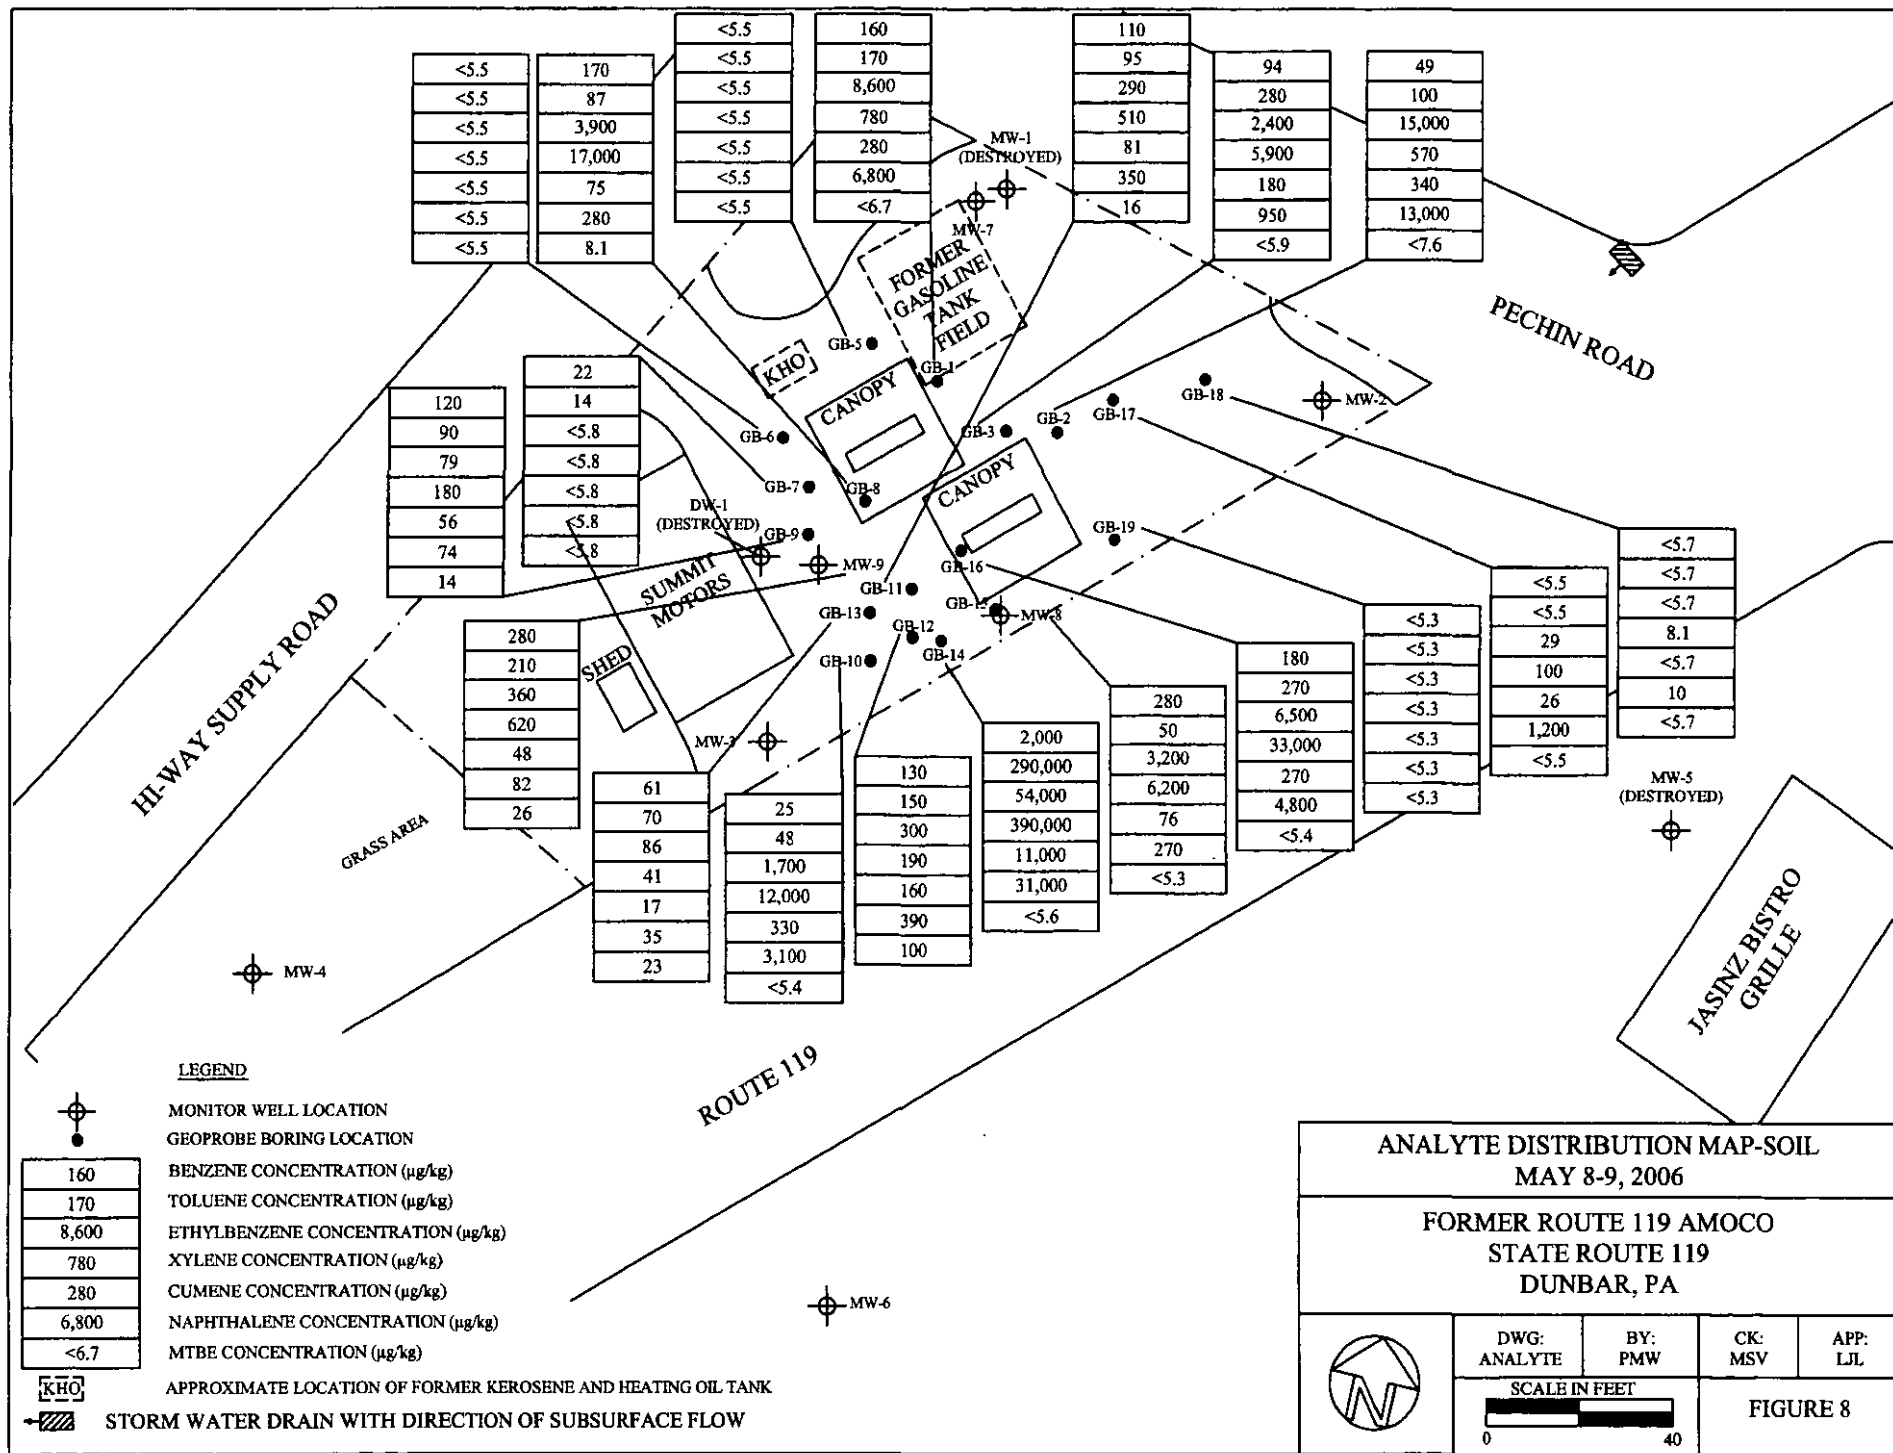 <5.5
<5.5
<5.5
<5.5
<5.5
<5.5
<5.5
170
87
3,900
17,000
75
280
8.1
<5.5
<5.5
<5.5
<5.5
<5.5
<5.5
<5.5
160
170
8,600
780
280
6,800
<6.7
110
95
290
510
81
350
16
94
280
2,400
5,900
180
950
<5.9
49
100
15,000
570
340
13,000
<7.6
MW-1
(DESTROYED)
MW-7
FORMER
GASOLINE
TANK
FIELD
PECHIN ROAD
GB-5
KHO
GB-1
CANOPY
GB-18
MW-2
GB-17
GB-2
GB-3
GB-6
CANOPY
GB-7
GB-8
DW-1
(DESTROYED)
GB-9
MW-9
GB-19
GB-16
GB-11
GB-15
MW-8
GB-13
GB-12
GB-14
GB-10
SUMMIT
MOTORS
SHED
MW-3
HI-WAY SUPPLY ROAD
GRASS AREA
MW-4
120
90
79
180
56
74
14
22
14
<5.8
<5.8
<5.8
<5.8
<5.8
280
210
360
620
48
82
26
61
70
86
41
17
35
23
25
48
1,700
12,000
330
3,100
<5.4
130
150
300
190
160
390
100
2,000
290,000
54,000
390,000
11,000
31,000
<5.6
280
50
3,200
6,200
76
270
<5.3
180
270
6,500
33,000
270
4,800
<5.4
<5.3
<5.3
<5.3
<5.3
<5.3
<5.3
<5.3
<5.5
<5.5
29
100
26
1,200
<5.5
<5.7
<5.7
<5.7
8.1
<5.7
10
<5.7
MW-5
(DESTROYED)
JASINZ BISTRO
GRILLE
ROUTE 119
MW-6
LEGEND
MONITOR WELL LOCATION
GEOPROBE BORING LOCATION
160 BENZENE CONCENTRATION (µg/kg)
170 TOLUENE CONCENTRATION (µg/kg)
8,600 ETHYLBENZENE CONCENTRATION (µg/kg)
780 XYLENE CONCENTRATION (µg/kg)
280 CUMENE CONCENTRATION (µg/kg)
6,800 NAPHTHALENE CONCENTRATION (µg/kg)
<6.7 MTBE CONCENTRATION (µg/kg)
KHO APPROXIMATE LOCATION OF FORMER KEROSENE AND HEATING OIL TANK
STORM WATER DRAIN WITH DIRECTION OF SUBSURFACE FLOW
ANALYTE DISTRIBUTION MAP-SOIL
MAY 8-9, 2006
FORMER ROUTE 119 AMOCO
STATE ROUTE 119
DUNBAR, PA
N
DWG:
ANALYTE
BY:
PMW
CK:
MSV
APP:
LJL
SCALE IN FEET
0 40
FIGURE 8